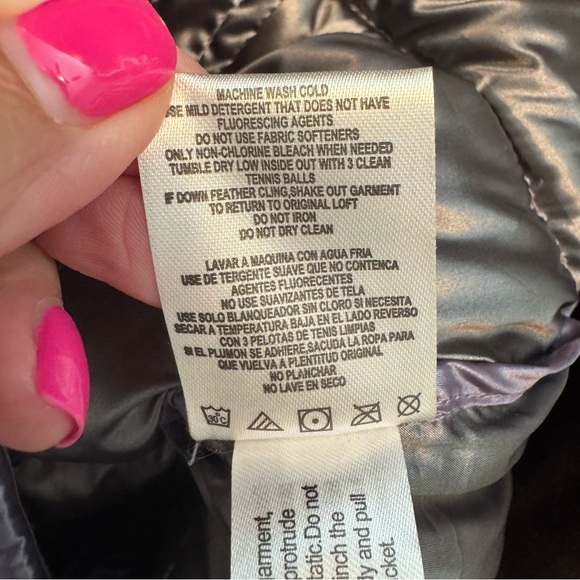 MACHINE WASH COLD
USE MILD DETERGENT THAT DOES NOT HAVE
FLUORESCING AGENTS
DO NOT USE FABRIC SOFTENERS
ONLY NON-CHLORINE BLEACH WHEN NEEDED
TUMBLE DRY LOW INSIDE OUT WITH 3 CLEAN
TENNIS BALLS
IF DOWN FEATHER CLING,SHAKE OUT GARMENT
TO RETURN TO ORIGINAL LOFT
DO NOT IRON
DO NOT DRY CLEAN
LAVAR A MAQUINA CON AGUA FRIA
USE DE TERGENTE SUAVE QUE NO CONTENCA
AGENTES FLUORECENTES
NO USE SUAVIZANTES DE TELA
USE SOLO BLANQUEADOR SIN CLORO SI NECESITA
SECAR A TEMPERATURA BAJA EN EL LADO REVERSO
CON 3 PELOTAS DE TENIS LIMPIAS
SI EL PLUMON SE ADHIERE,SACUDA LA ROPA PARA
QUE VUELVA A PLENTITUD ORIGINAL
NO PLANCHAR
NO LAVE EN SECO
30°C
arment,
protrude
tatic.Do not
inch the
ly and pull
cket.